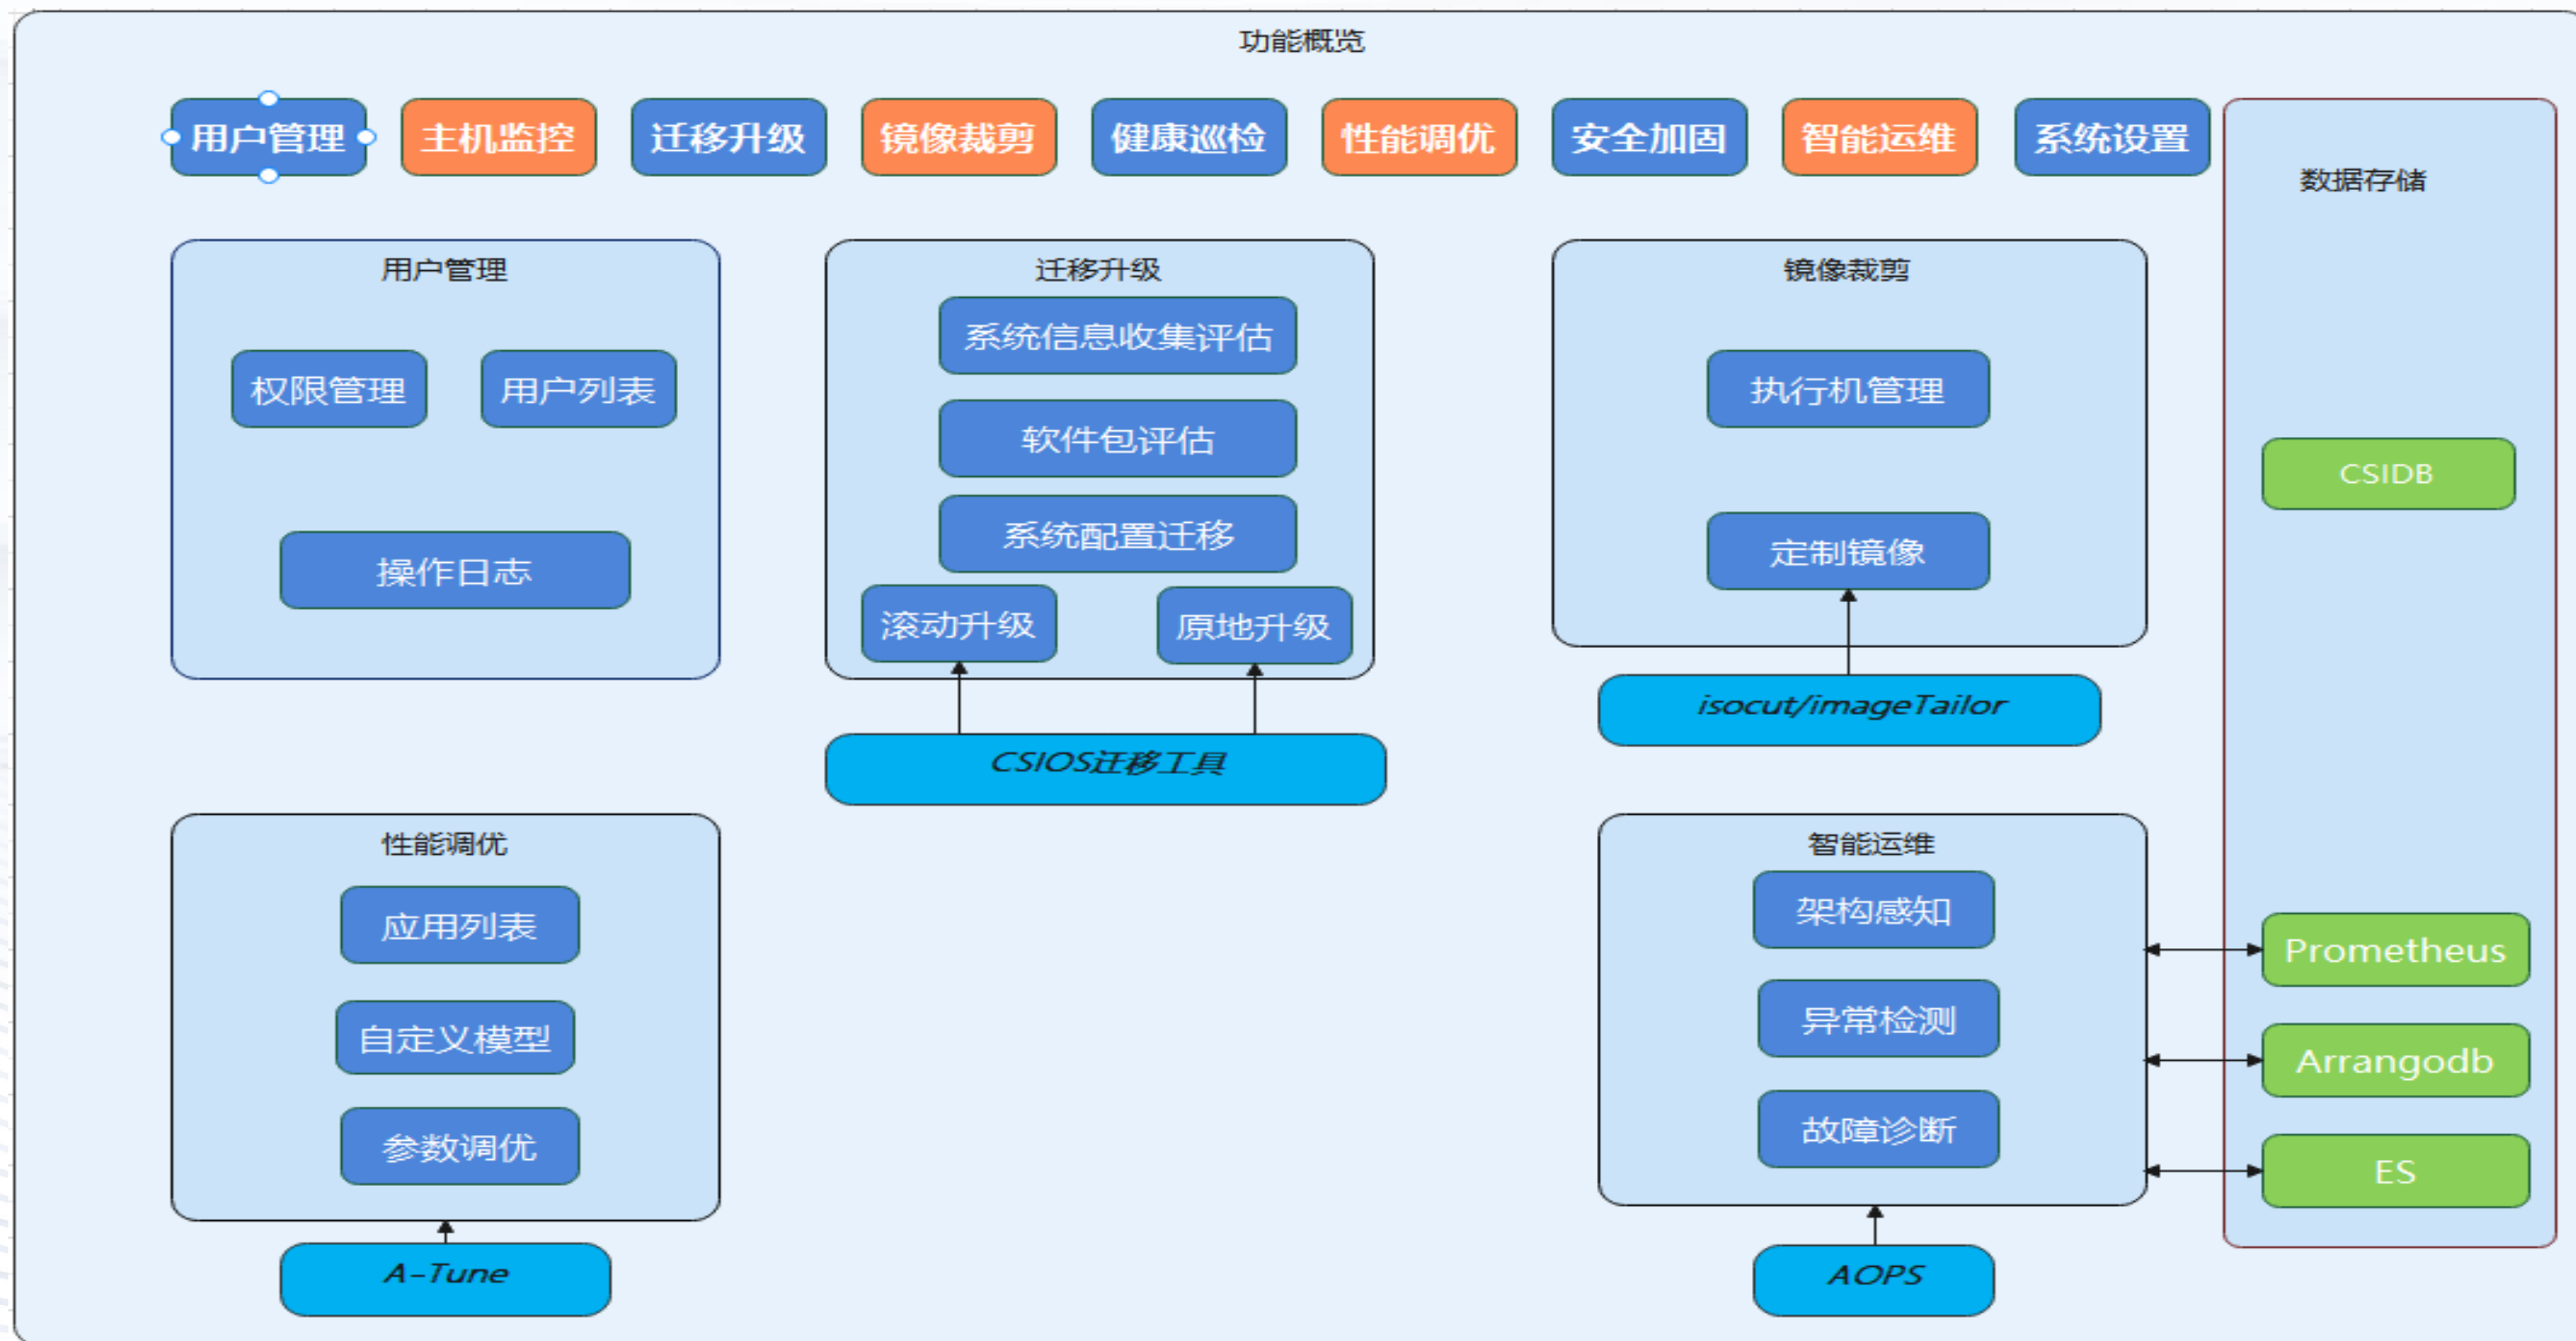 功能概览
用户管理
主机监控
迁移升级
镜像裁剪
健康巡检
性能调优
安全加固
智能运维
系统设置
数据存储
用户管理
权限管理
用户列表
操作日志
迁移升级
系统信息收集评估
软件包评估
系统配置迁移
滚动升级
原地升级
CSIOS迁移工具
镜像裁剪
执行机管理
定制镜像
isocut/imageTailor
CSIDB
性能调优
应用列表
自定义模型
参数调优
A-Tune
智能运维
架构感知
异常检测
故障诊断
AOPS
Prometheus
Arrangodb
ES